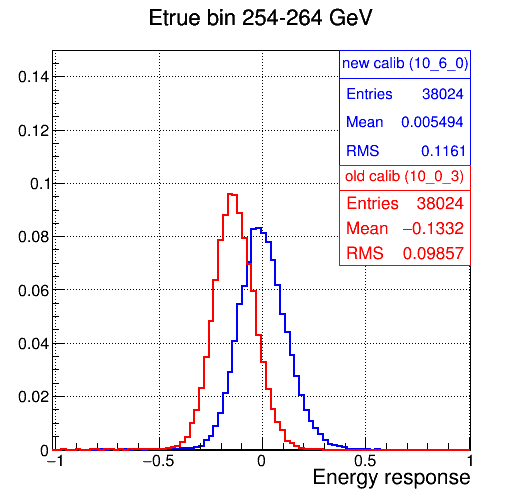 Etrue bin 254-264 GeV
new calib (10_6_0)
Entries 38024
Mean 0.005494
RMS 0.1161
old calib (10_0_3)
Entries 38024
Mean −0.1332
RMS 0.09857
0.14
0.12
0.1
0.08
0.06
0.04
0.02
0
−1 −0.5 0 0.5 1
Energy response